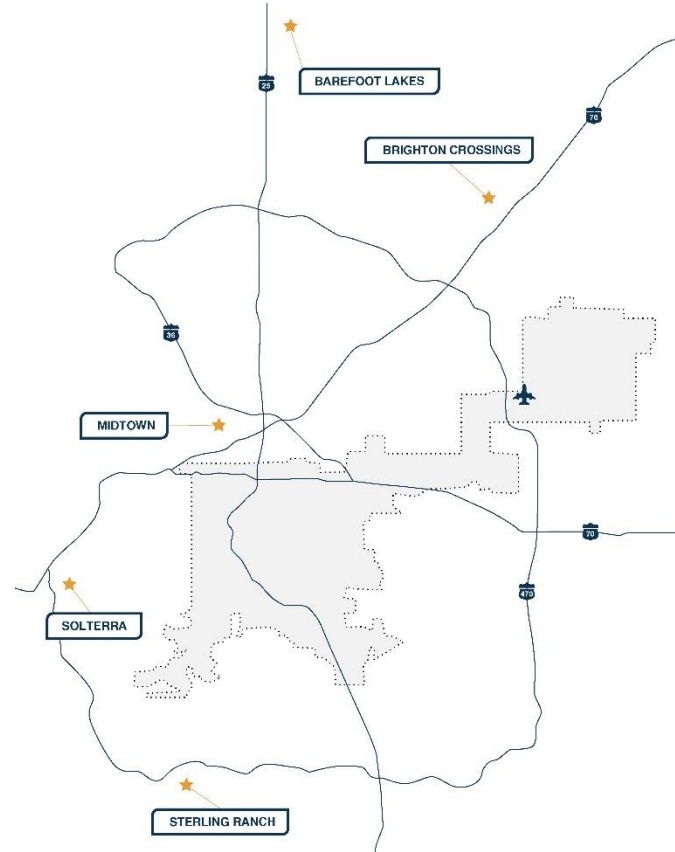 BAREFOOT LAKES
25
76
BRIGHTON CROSSINGS
36
MIDTOWN
70
470
SOLTERRA
STERLING RANCH